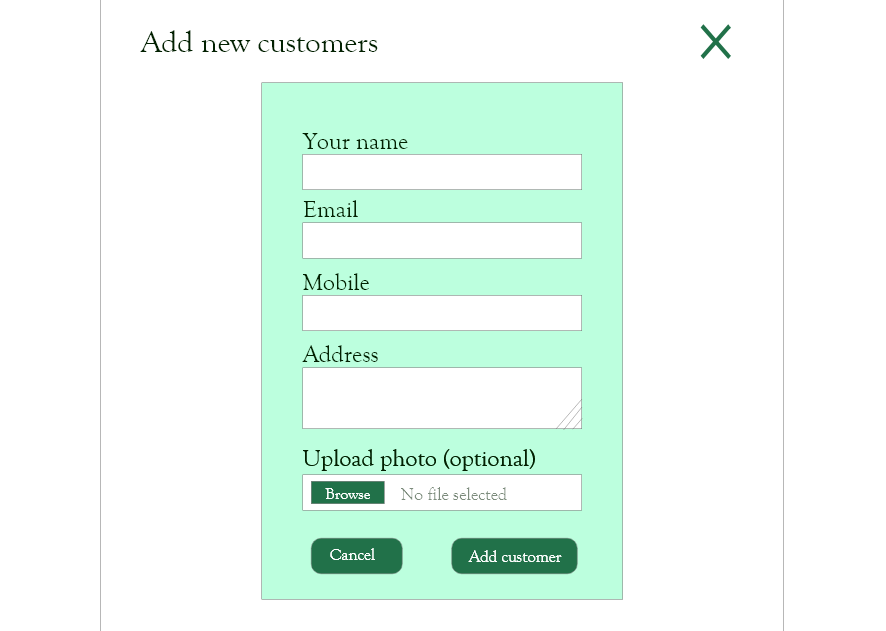 Add new customers
Your name
Email
Mobile
Address
Upload photo (optional)
Browse No file selected
Cancel Add customer